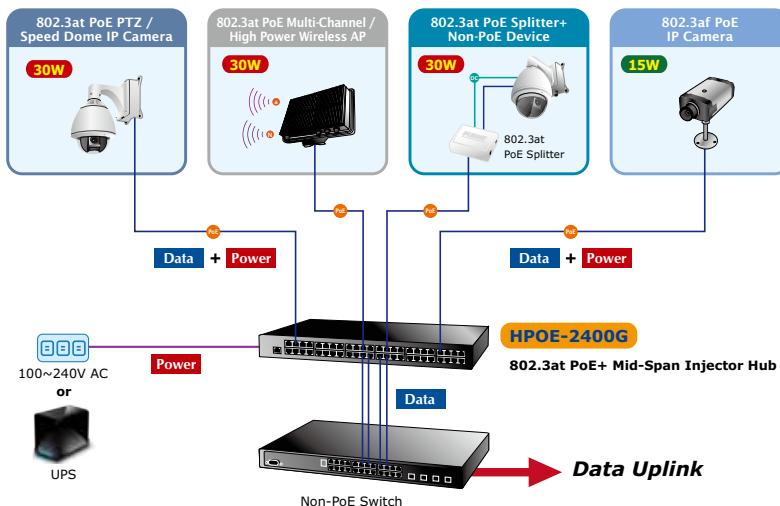 802.3at PoE PTZ /
Speed Dome IP Camera
30W
802.3at PoE Multi-Channel /
High Power Wireless AP
30W
N
802.3at PoE Splitter+
Non-PoE Device
30W
DC
802.3at
PoE Splitter
802.3af PoE
IP Camera
15W
PoE
PoE
PoE
PoE
Data + Power
Data + Power
HPOE-2400G
802.3at PoE+ Mid-Span Injector Hub
Power
100~240V AC
or
UPS
Data
Data Uplink
Non-PoE Switch